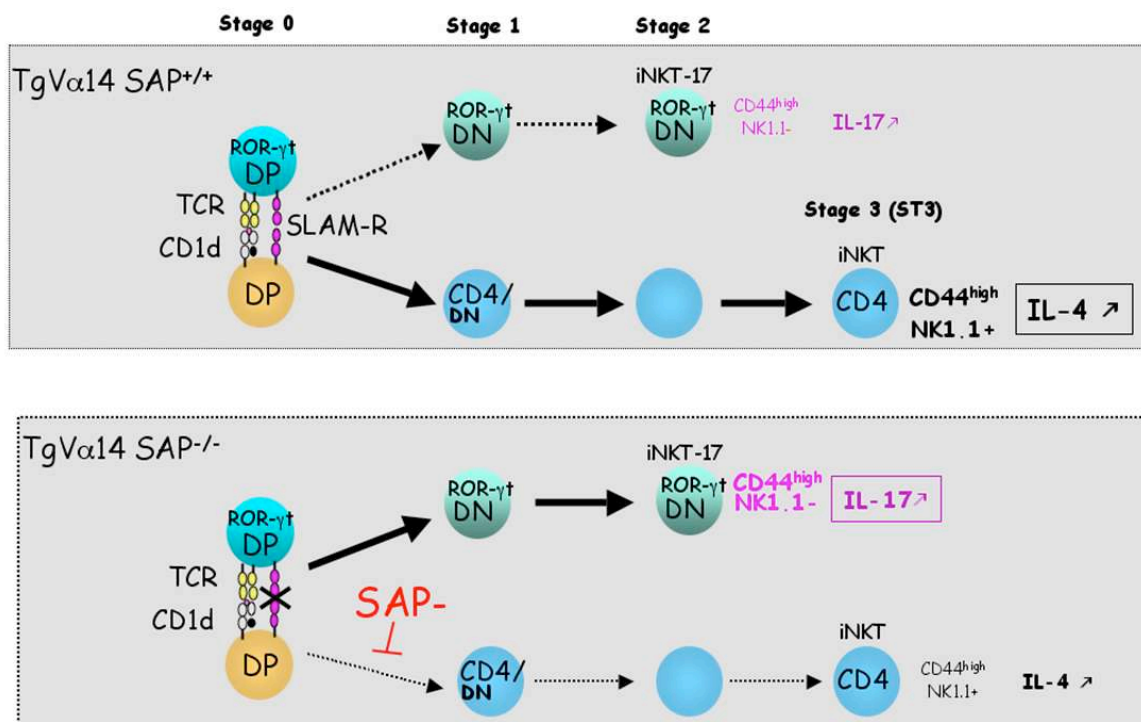 Stage 0 Stage 1 Stage 2
TgVα14 SAP+/+
iNKT-17
ROR-γt
DN
ROR-γt
DN
CD44high
NK1.1-
IL-17↗
ROR-γt
DP
TCR
SLAM-R
CD1d
DP
Stage 3 (ST3)
iNKT
CD4/
DN
CD4
CD44high
NK1.1+
IL-4 ↗
TgVα14 SAP-/-
iNKT-17
ROR-γt
DN
ROR-γt
DN
CD44high
NK1.1-
IL-17↗
ROR-γt
DP
TCR
CD1d
DP
SAP-
iNKT
CD4/
DN
CD4
CD44high
NK1.1+
IL-4 ↗